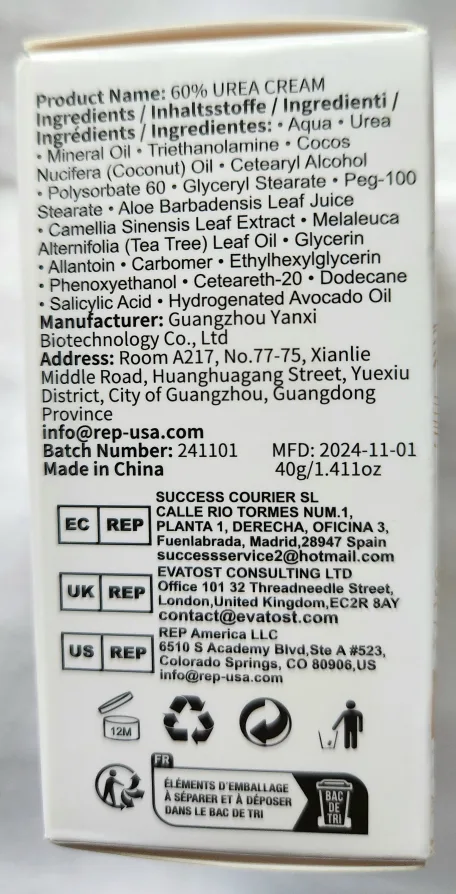 Product Name: 60% UREA CREAM
Ingredients / Inhaltsstoffe / Ingredienti /
Ingrédients / Ingredientes: • Aqua • Urea
• Mineral Oil • Triethanolamine • Cocos
Nucifera (Coconut) Oil • Cetearyl Alcohol
• Polysorbate 60 • Glyceryl Stearate • Peg-100
Stearate • Aloe Barbadensis Leaf Juice
• Camellia Sinensis Leaf Extract • Melaleuca
Alternifolia (Tea Tree) Leaf Oil • Glycerin
• Allantoin • Carbomer • Ethylhexylglycerin
• Phenoxyethanol • Ceteareth-20 • Dodecane
• Salicylic Acid • Hydrogenated Avocado Oil
Manufacturer: Guangzhou Yanxi
Biotechnology Co., Ltd
Address: Room A217, No.77-75, Xianlie
Middle Road, Huanghuagang Street, Yuexiu
District, City of Guangzhou, Guangdong
Province
info@rep-usa.com
Batch Number: 241101 MFD: 2024-11-01
Made in China 40g/1.411oz
EC REP
SUCCESS COURIER SL
CALLE RIO TORMES NUM.1,
PLANTA 1, DERECHA, OFICINA 3,
Fuenlabrada, Madrid,28947 Spain
successservice2@hotmail.com
UK REP
EVATOST CONSULTING LTD
Office 101 32 Threadneedle Street,
London,United Kingdom,EC2R 8AY
contact@evatost.com
US REP
REP America LLC
6510 S Academy Blvd,Ste A #523,
Colorado Springs, CO 80906,US
info@rep-usa.com
12M
FR
ÉLÉMENTS D'EMBALLAGE
À SÉPARER ET À DÉPOSER
DANS LE BAC DE TRI
BAC
DE
TRI